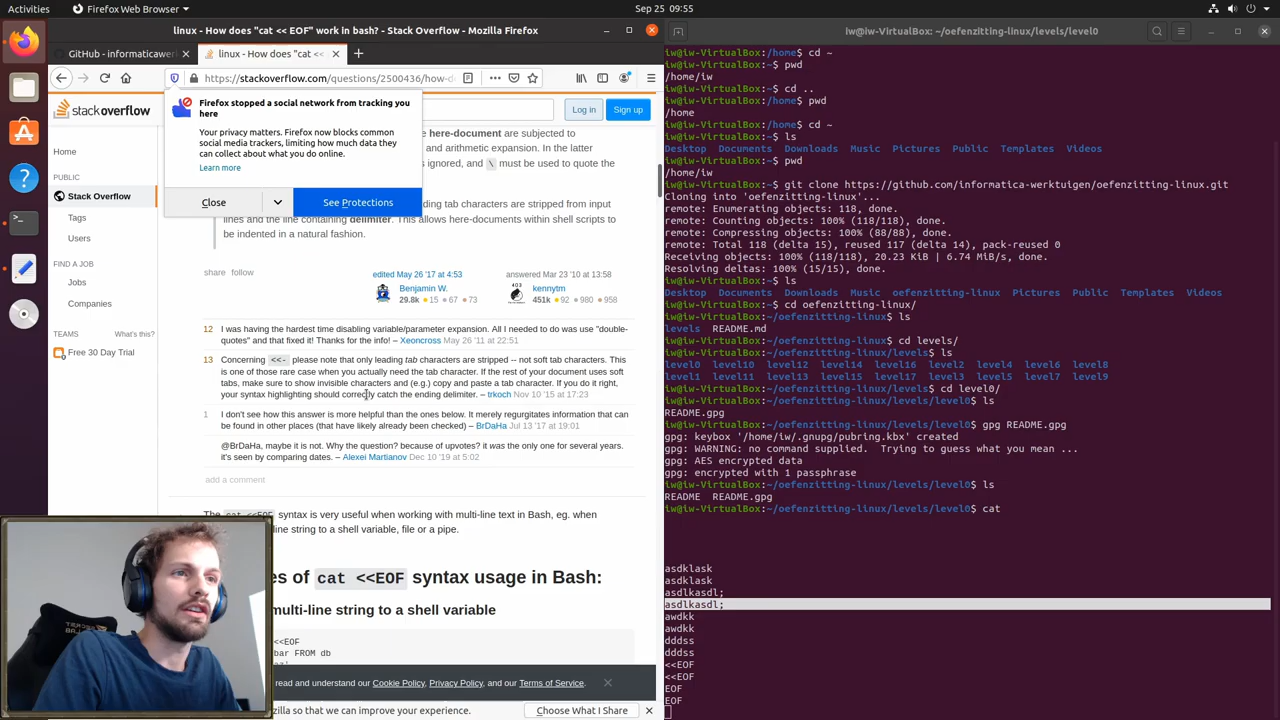 Activities
Firefox Web Browser
Sep 25 09:55
linux - How does "cat << EOF" work in bash? - Stack Overflow - Mozilla Firefox
GitHub - informaticawerk
linux - How does "cat <<
https://stackoverflow.com/questions/2500436/how-d
stack overflow
Log in
Sign up
Firefox stopped a social network from tracking you
here
Your privacy matters. Firefox now blocks common
social media trackers, limiting how much data they
can collect about what you do online.
Learn more
Close
See Protections
Home
PUBLIC
Stack Overflow
Tags
Users
FIND A JOB
Jobs
Companies
TEAMS
What's this?
Free 30 Day Trial
here-document are subjected to
and arithmetic expansion. In the latter
s ignored, and \ must be used to quote the
ding tab characters are stripped from input
lines and the line containing delimiter. This allows here-documents within shell scripts to
be indented in a natural fashion.
share follow
edited May 26 '17 at 4:53
Benjamin W.
29.8k 15 67 73
answered Mar 23 '10 at 13:58
kennytm
451k 92 980 958
12 I was having the hardest time disabling variable/parameter expansion. All I needed to do was use "double-
quotes" and that fixed it! Thanks for the info! – Xeoncross May 26 '11 at 22:51
13 Concerning <<- please note that only leading tab characters are stripped -- not soft tab characters. This
is one of those rare case when you actually need the tab character. If the rest of your document uses soft
tabs, make sure to show invisible characters and (e.g.) copy and paste a tab character. If you do it right,
your syntax highlighting should correctly catch the ending delimiter. – trkoch Nov 10 '15 at 17:23
1 I don't see how this answer is more helpful than the ones below. It merely regurgitates information that can
be found in other places (that have likely already been checked) – BrDaHa Jul 13 '17 at 19:01
@BrDaHa, maybe it is not. Why the question? because of upvotes? it was the only one for several years.
it's seen by comparing dates. – Alexei Martianov Dec 10 '19 at 5:02
add a comment
The cat <<EOF syntax is very useful when working with multi-line text in Bash, eg. when
line string to a shell variable, file or a pipe.
es of cat <<EOF syntax usage in Bash:
multi-line string to a shell variable
<<EOF
bar FROM db
read and understand our Cookie Policy, Privacy Policy, and our Terms of Service.
zilla so that we can improve your experience.
Choose What I Share
iw@iw-VirtualBox: ~/oefenzitting-linux/levels/level0
iw@iw-VirtualBox:/home$ cd ~
iw@iw-VirtualBox:~$ pwd
/home/iw
iw@iw-VirtualBox:~$ cd ..
iw@iw-VirtualBox:/home$ pwd
/home
iw@iw-VirtualBox:/home$ cd ~
iw@iw-VirtualBox:~$ ls
Desktop Documents Downloads Music Pictures Public Templates Videos
iw@iw-VirtualBox:~$ pwd
/home/iw
iw@iw-VirtualBox:~$ git clone https://github.com/informatica-werktuigen/oefenzitting-linux.git
Cloning into 'oefenzitting-linux'...
remote: Enumerating objects: 118, done.
remote: Counting objects: 100% (118/118), done.
remote: Compressing objects: 100% (88/88), done.
remote: Total 118 (delta 15), reused 117 (delta 14), pack-reused 0
Receiving objects: 100% (118/118), 20.23 KiB | 6.74 MiB/s, done.
Resolving deltas: 100% (15/15), done.
iw@iw-VirtualBox:~$ ls
Desktop Documents Downloads Music oefenzitting-linux Pictures Public Templates Videos
iw@iw-VirtualBox:~$ cd oefenzitting-linux/
iw@iw-VirtualBox:~/oefenzitting-linux$ ls
levels README.md
iw@iw-VirtualBox:~/oefenzitting-linux$ cd levels/
iw@iw-VirtualBox:~/oefenzitting-linux/levels$ ls
level0 level10 level12 level14 level16 level2 level4 level6 level8
level1 level11 level13 level15 level17 level3 level5 level7 level9
iw@iw-VirtualBox:~/oefenzitting-linux/levels$ cd level0/
iw@iw-VirtualBox:~/oefenzitting-linux/levels/level0$ ls
README.gpg
iw@iw-VirtualBox:~/oefenzitting-linux/levels/level0$ gpg README.gpg
gpg: keybox '/home/iw/.gnupg/pubring.kbx' created
gpg: WARNING: no command supplied. Trying to guess what you mean ...
gpg: AES encrypted data
gpg: encrypted with 1 passphrase
iw@iw-VirtualBox:~/oefenzitting-linux/levels/level0$ ls
README README.gpg
iw@iw-VirtualBox:~/oefenzitting-linux/levels/level0$ cat
asdklask
asdklask
asdlkasdl;
asdlkasdl;
awdkk
awdkk
dddss
dddss
<<EOF
<<EOF
EOF
EOF